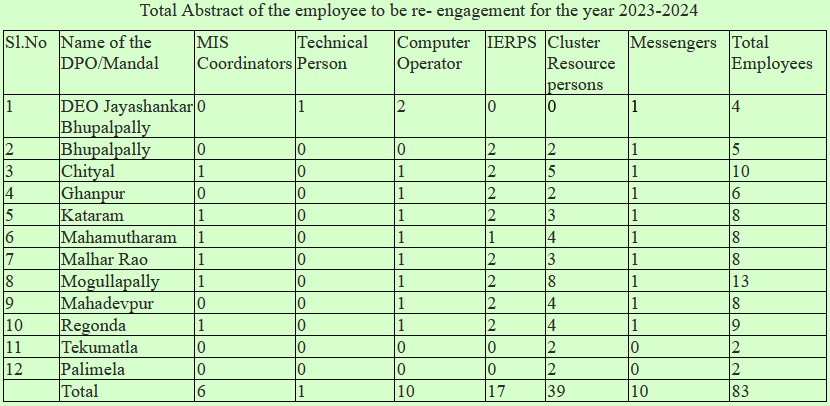 Total Abstract of the employee to be re- engagement for the year 2023-2024
Sl.No Name of the DPO/Mandal MIS Coordinators Technical Person Computer Operator IERPS Cluster Resource persons Messengers Total Employees
1 DEO Jayashankar Bhupalpally 0 1 2 0 0 1 4
2 Bhupalpally 0 0 0 2 2 1 5
3 Chityal 1 0 1 2 5 1 10
4 Ghanpur 0 0 1 2 2 1 6
5 Kataram 1 0 1 2 3 1 8
6 Mahamutharam 1 0 1 1 4 1 8
7 Malhar Rao 1 0 1 2 3 1 8
8 Mogullapally 1 0 1 2 8 1 13
9 Mahadevpur 0 0 1 2 4 1 8
10 Regonda 1 0 1 2 4 1 9
11 Tekumatla 0 0 0 0 2 0 2
12 Palimela 0 0 0 0 2 0 2
Total 6 1 10 17 39 10 83